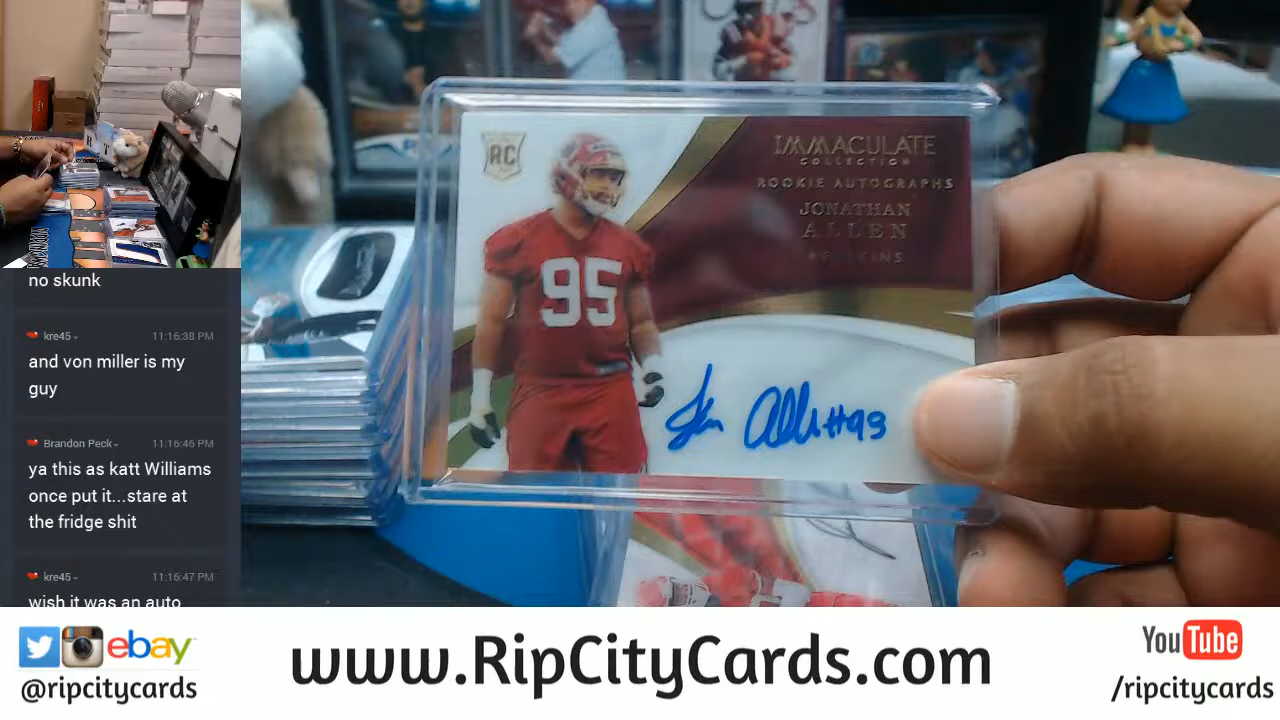 no skunk
kre45
11:16:38 PM
and von miller is my
guy
Brandon Peck
11:16:46 PM
ya this as katt Williams
once put it...stare at
the fridge shit
kre45
11:16:47 PM
wish it was an auto
RC
IMMACULATE
COLLECTION
ROOKIE AUTOGRAPHS
JONATHAN
ALLEN
95
#93
ebay
@ripcitycards
www.RipCityCards.com
YouTube
/ripcitycards